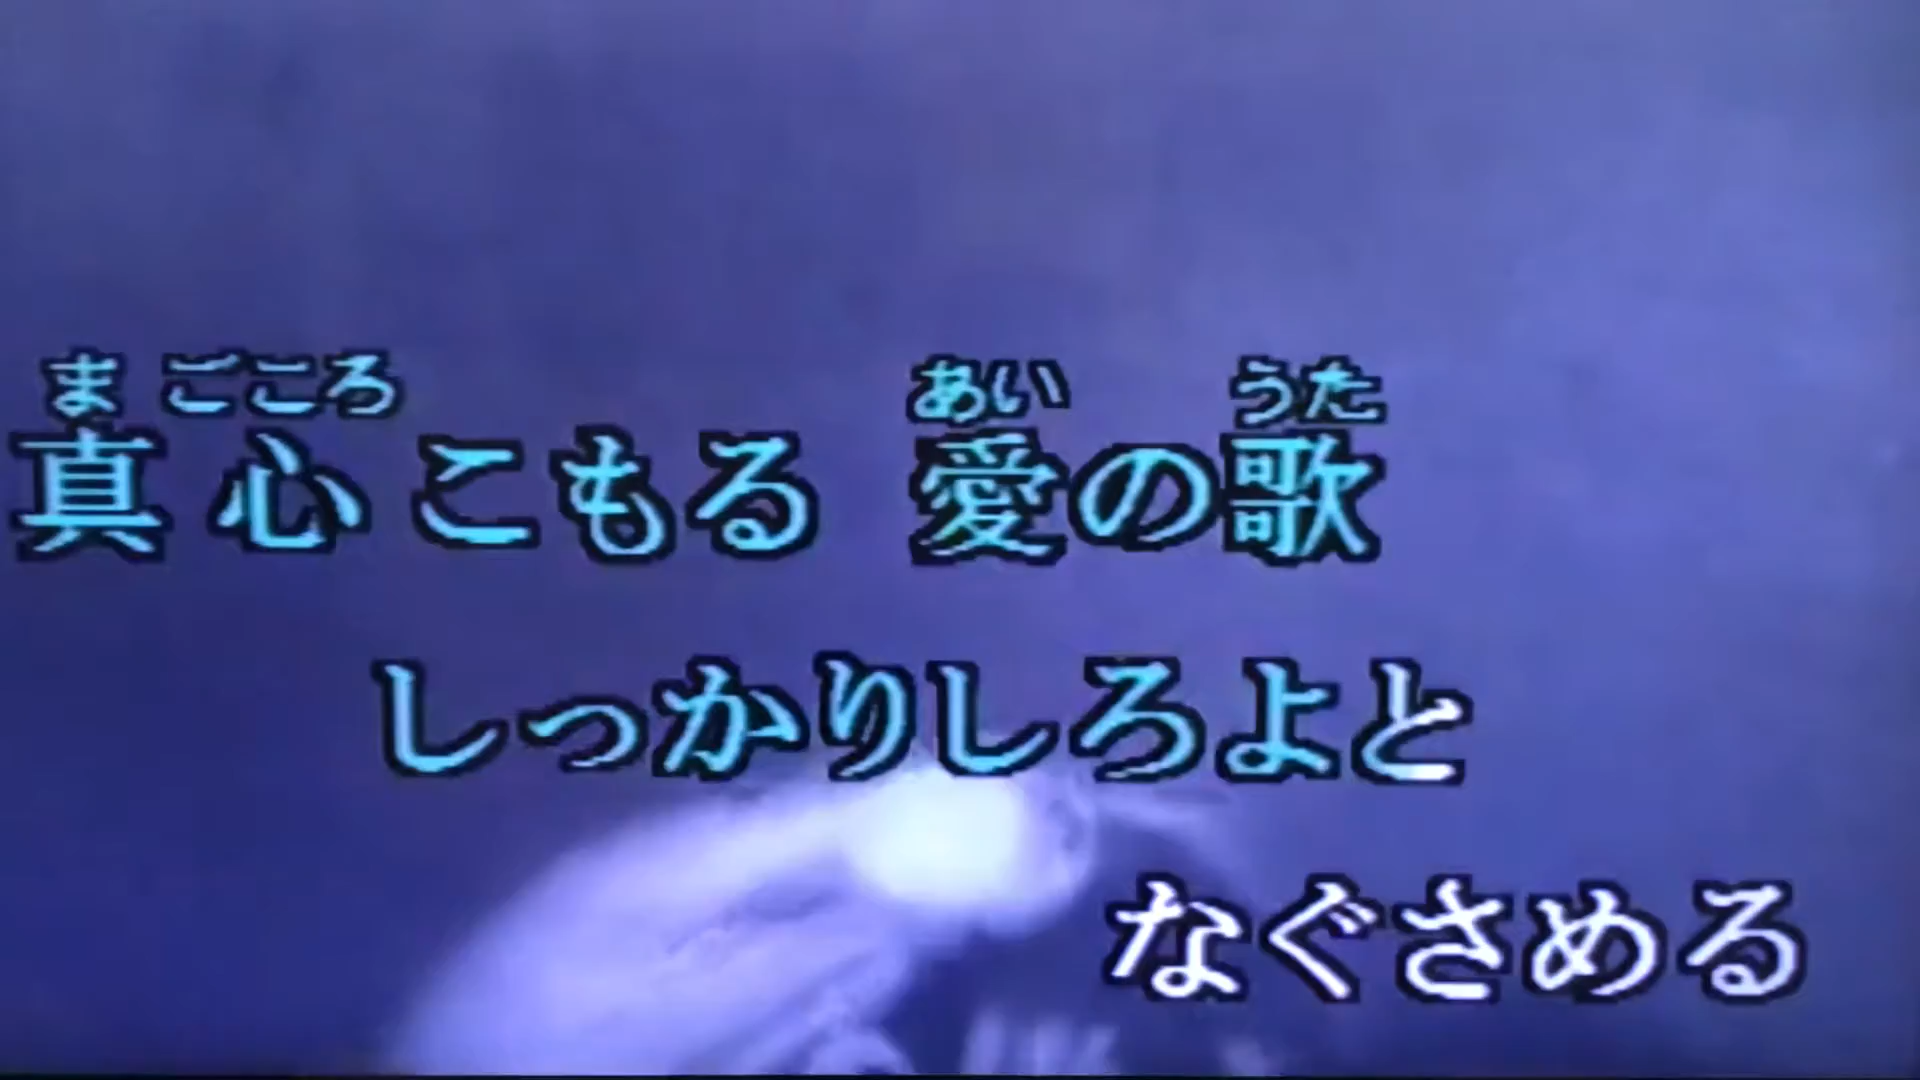 ま ごころ あい うた
真心こもる 愛の歌
しっかりしろよと
なぐさめる